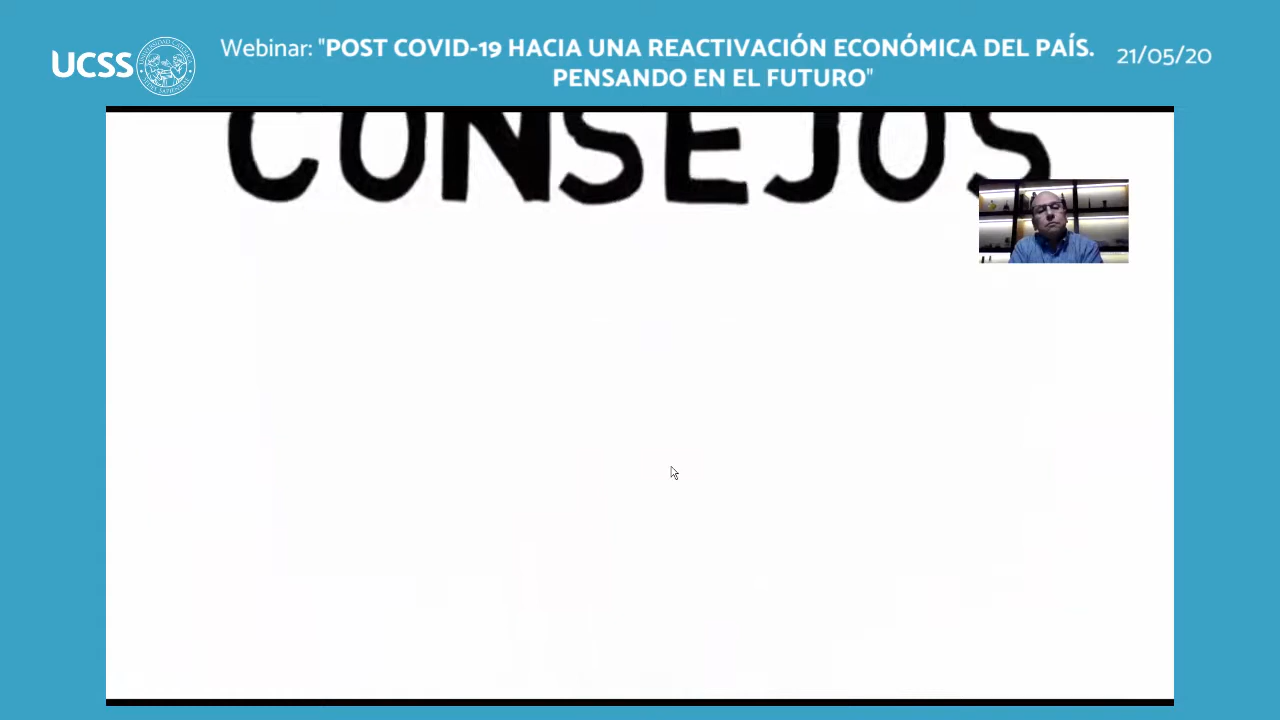 UCSS
Webinar: "POST COVID-19 HACIA UNA REACTIVACIÓN ECONÓMICA DEL PAÍS.
PENSANDO EN EL FUTURO"
21/05/20
CONSEJOS